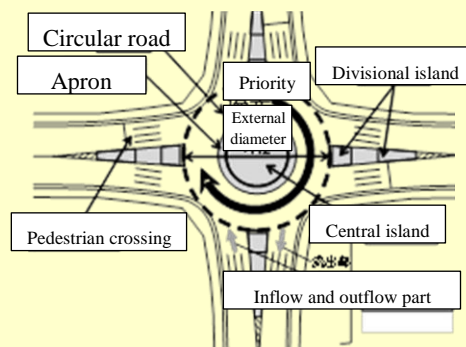 Circular road
Apron
Priority
Divisional island
External
diameter
Pedestrian crossing
Central island
Inflow and outflow part